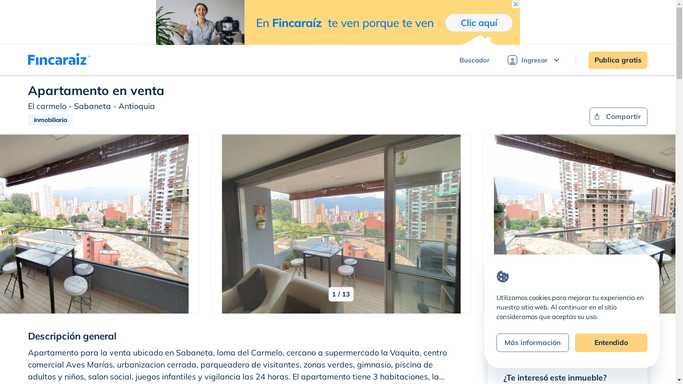 En Fincaraíz te ven porque te ven
Clic aquí
Fincaraiz
Buscador
Ingresar
Publica gratis
Apartamento en venta
El carmelo - Sabaneta - Antioquia
Inmobiliaria
Compartir
1 / 13
Utilizamos cookies para mejorar tu experiencia en
nuestro sitio web. Al continuar en el sitio
consideramos que aceptas su uso.
Más información
Entendido
Descripción general
Apartamento para la venta ubicado en Sabaneta, loma del Carmelo, cercano a supermercado la Vaquita, centro
comercial Aves Marías, urbanizacion cerrada, parqueadero de visitantes, zonas verdes, gimnasio, piscina de
adultos y niños, salon social, juegos infantiles y vigilancia las 24 horas. El apartamento tiene 3 habitaciones, la...
¿Te interesó este inmueble?